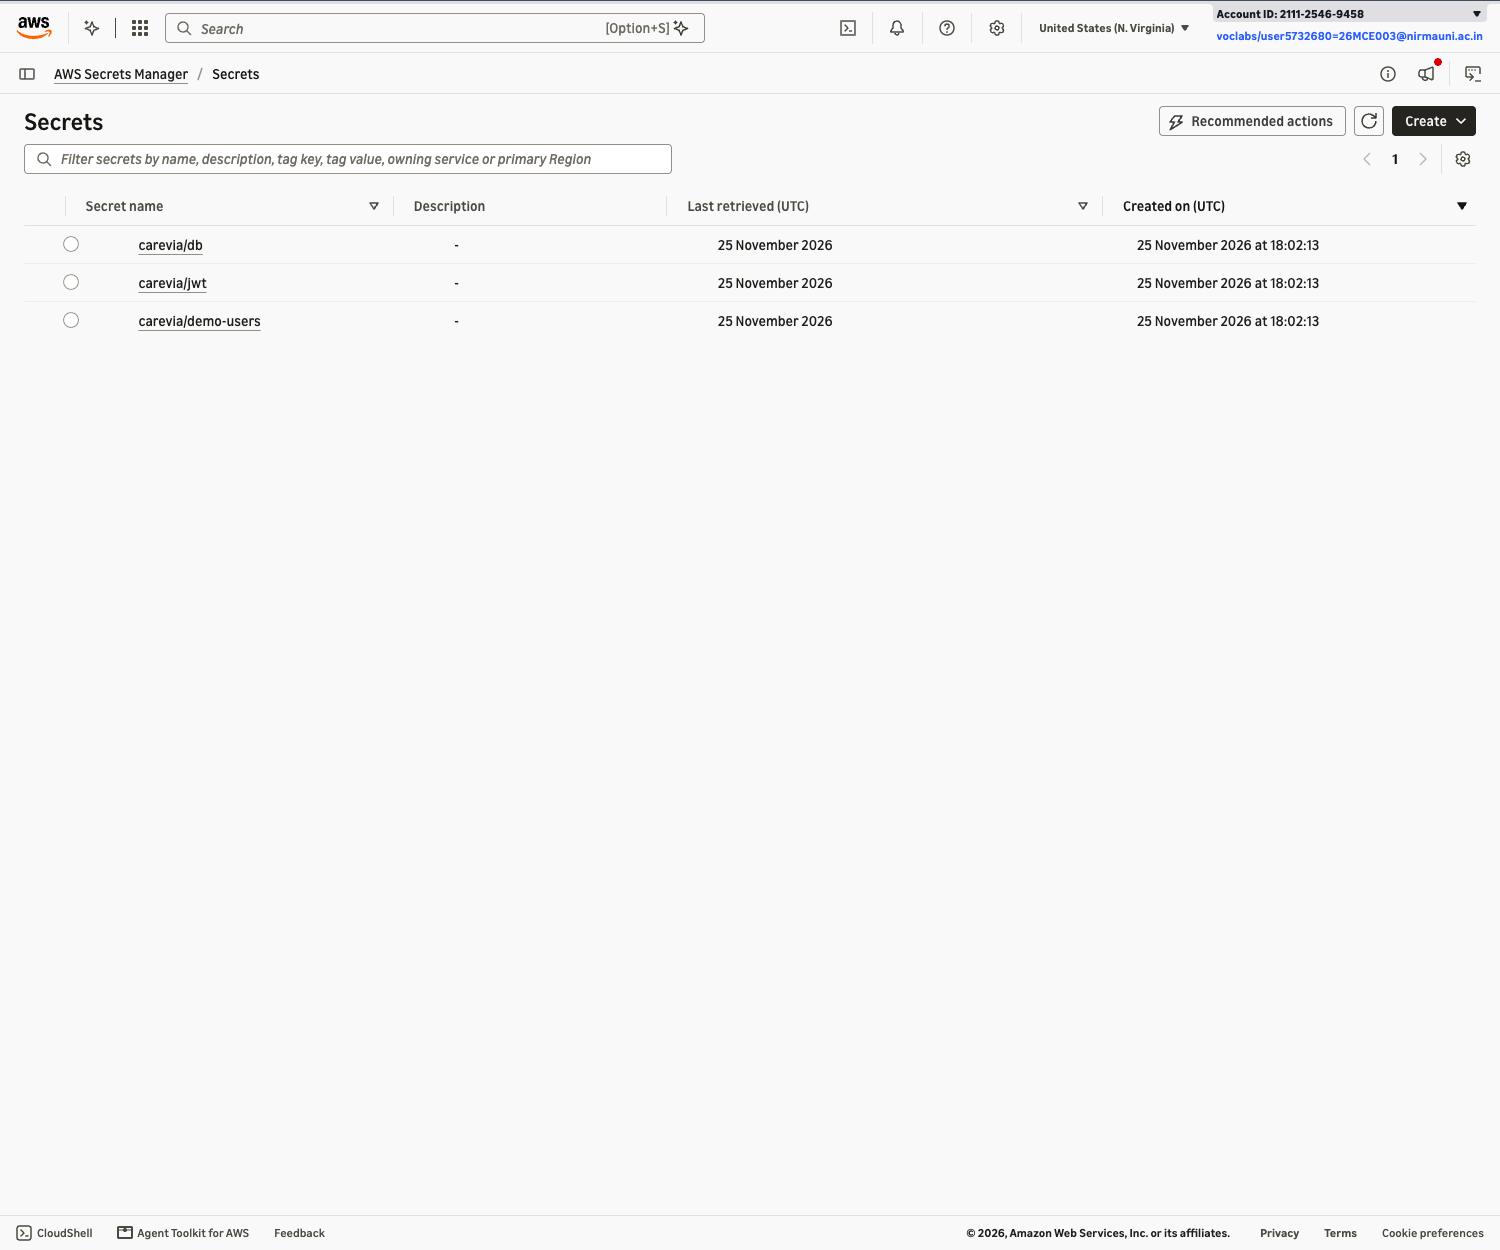 aws
Search
[Option+S]
United States (N. Virginia)
Account ID: 2111-2546-9458
voclabs/user5732680=26MCE003@nirmauni.ac.in
AWS Secrets Manager / Secrets
Secrets
Recommended actions
Create
Filter secrets by name, description, tag key, tag value, owning service or primary Region
1
Secret name Description Last retrieved (UTC) Created on (UTC)
carevia/db - 25 November 2026 25 November 2026 at 18:02:13
carevia/jwt - 25 November 2026 25 November 2026 at 18:02:13
carevia/demo-users - 25 November 2026 25 November 2026 at 18:02:13
CloudShell Agent Toolkit for AWS Feedback © 2026, Amazon Web Services, Inc. or its affiliates. Privacy Terms Cookie preferences